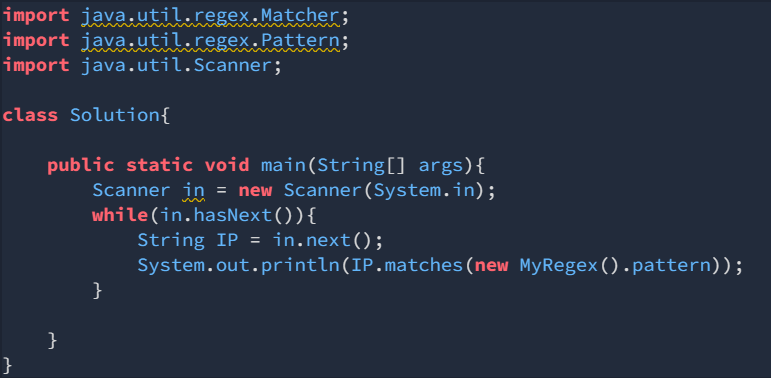 import java.util.regex.Matcher;
import java.util.regex.Pattern;
import java.util.Scanner;
class Solution{
public static void main(String[] args){
Scanner in = new Scanner(System.in);
while(in.hasNext()){
String IP = in.next();
System.out.println(IP.matches(new MyRegex().pattern));
}
}
}